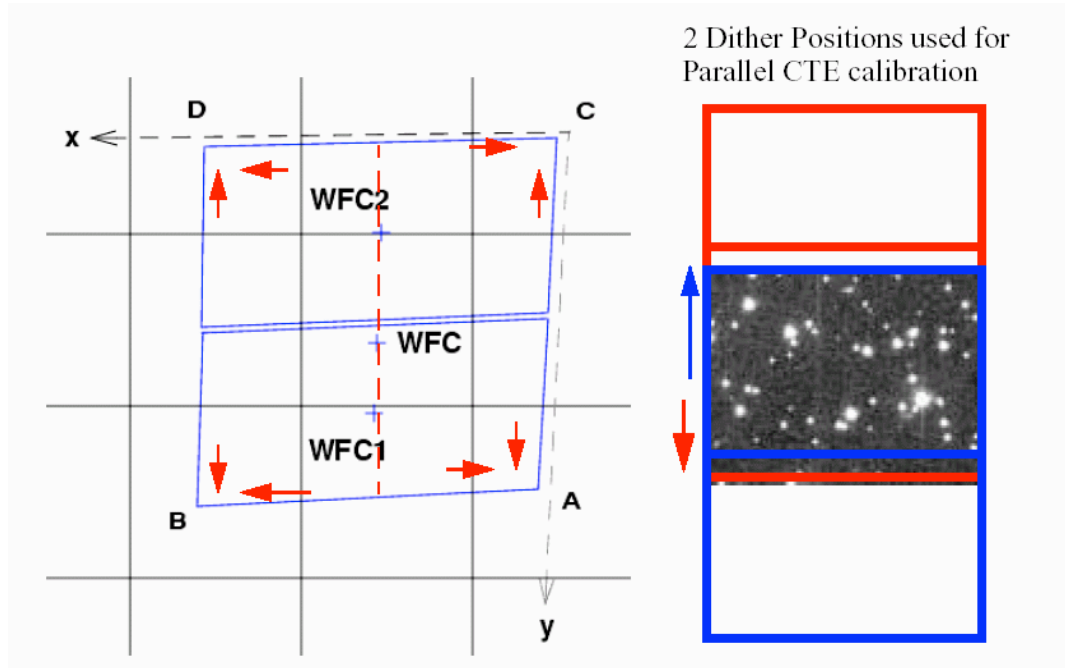 2 Dither Positions used for
Parallel CTE calibration
D
C
x
WFC2
WFC
WFC1
A
B
y